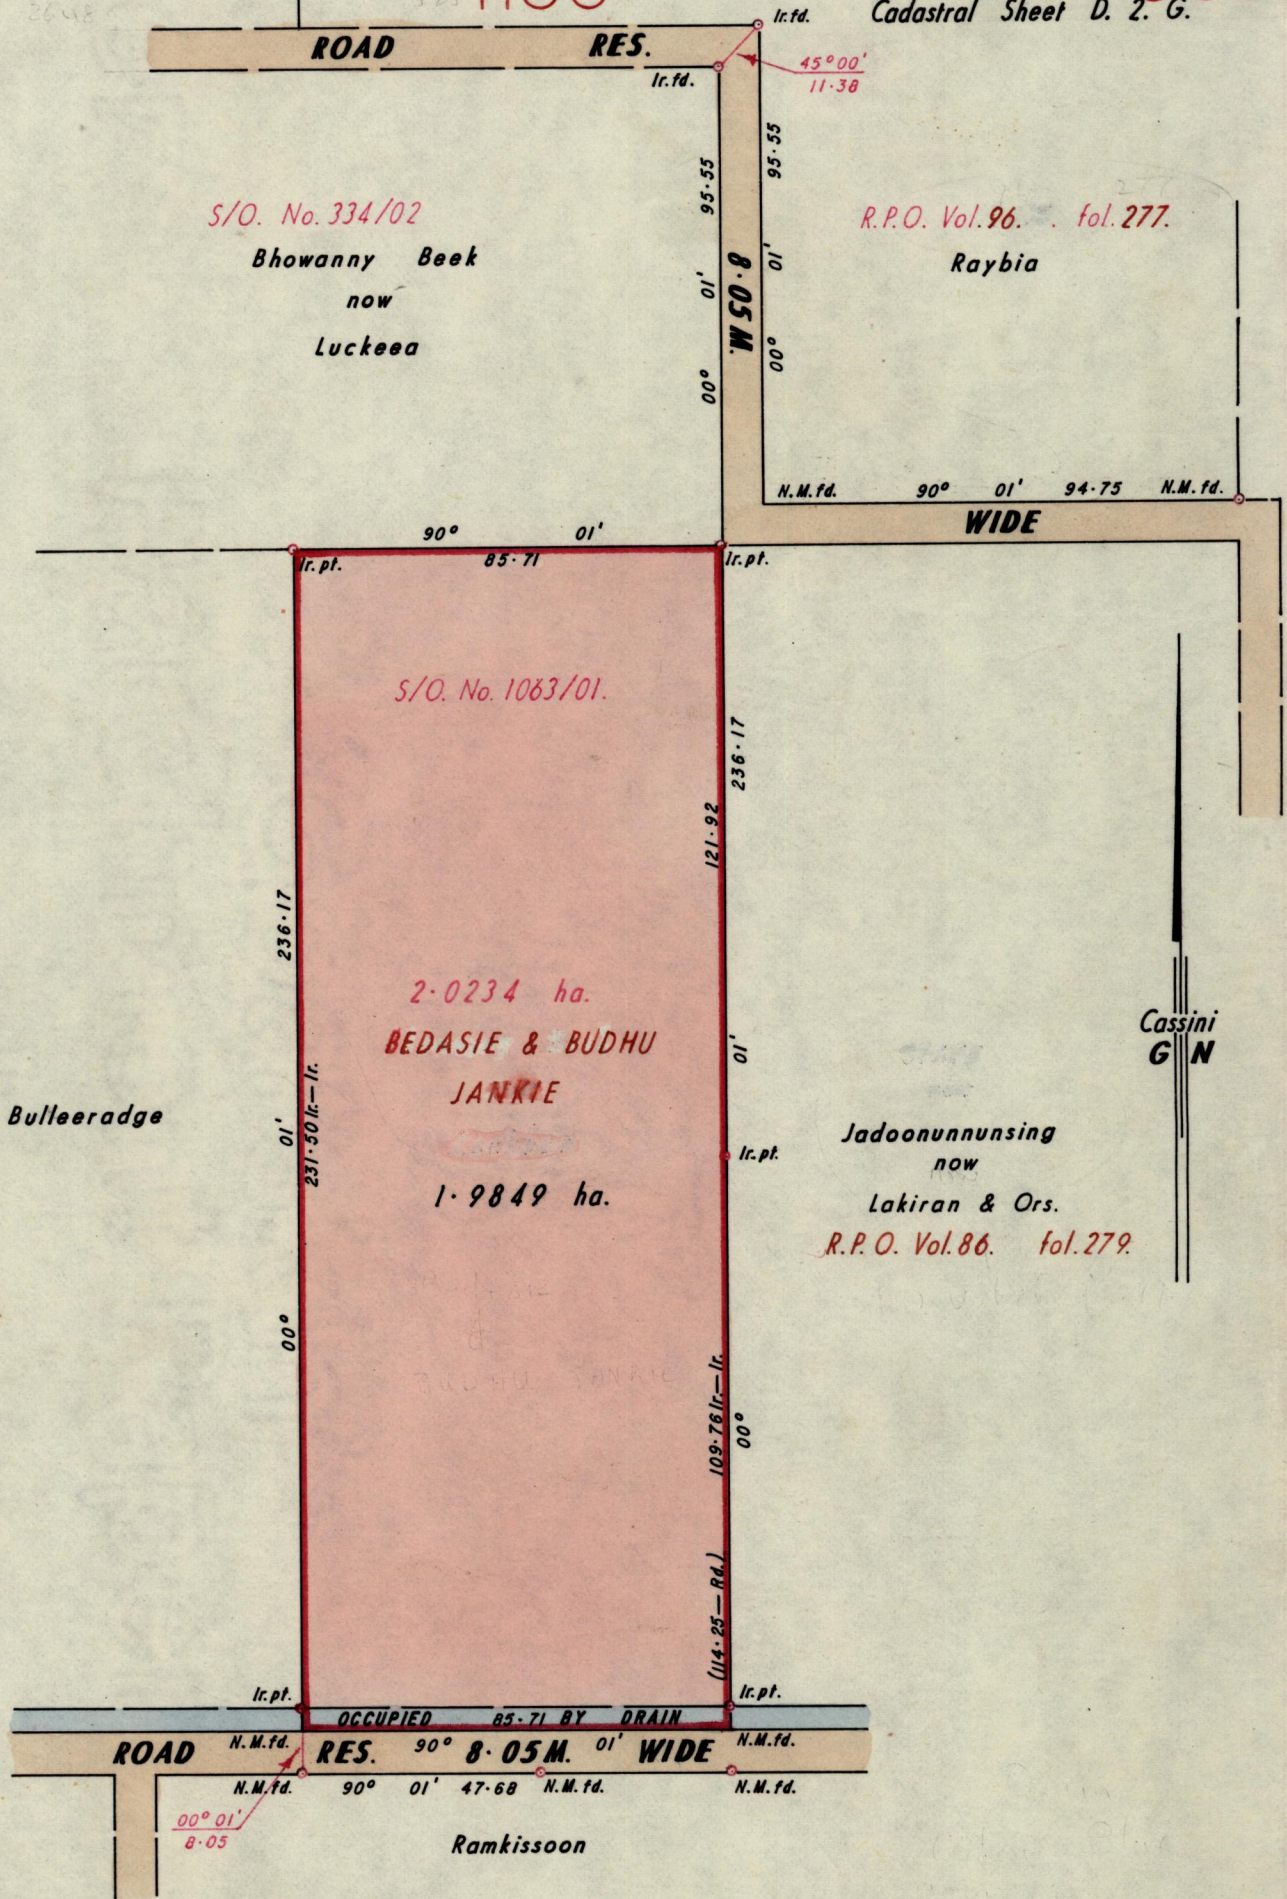 Cadastral Sheet D. 2. G.
Ir. fd.
ROAD RES.
Ir. fd.
45° 00'
11·38
95·55
01'
00°
95·55
01'
00°
8·05 M.
S/O. No. 334/02
Bhowanny Beek
now
Luckeea
R.P.O. Vol. 96. fol. 277.
Raybia
N.M. fd. 90° 01' 94·75 N.M. fd.
WIDE
90° 01'
85·71
Ir. pt.
Ir. pt.
S/O. No. 1063/01.
236·17
121·92
236·17
01'
2·0234 ha.
BEDASIE & BUDHU
JANKIE
1·9849 ha.
Cassini
G N
Bulleeradge
01'
231·50 Ir.—Ir.
00°
Ir. pt.
Jadoonunnunsing
now
Lakiran & Ors.
R.P.O. Vol. 86. fol. 279.
109·76 Ir.—Ir.
00°
(114·25—Rd.)
Ir. pt.
Ir. pt.
OCCUPIED 85·71 BY DRAIN
N.M. fd.
N.M. fd.
ROAD RES. 90° 8·05 M. 01' WIDE
N.M. fd. 90° 01' 47·68 N.M. fd. N.M. fd.
00° 01'
8·05
Ramkissoon